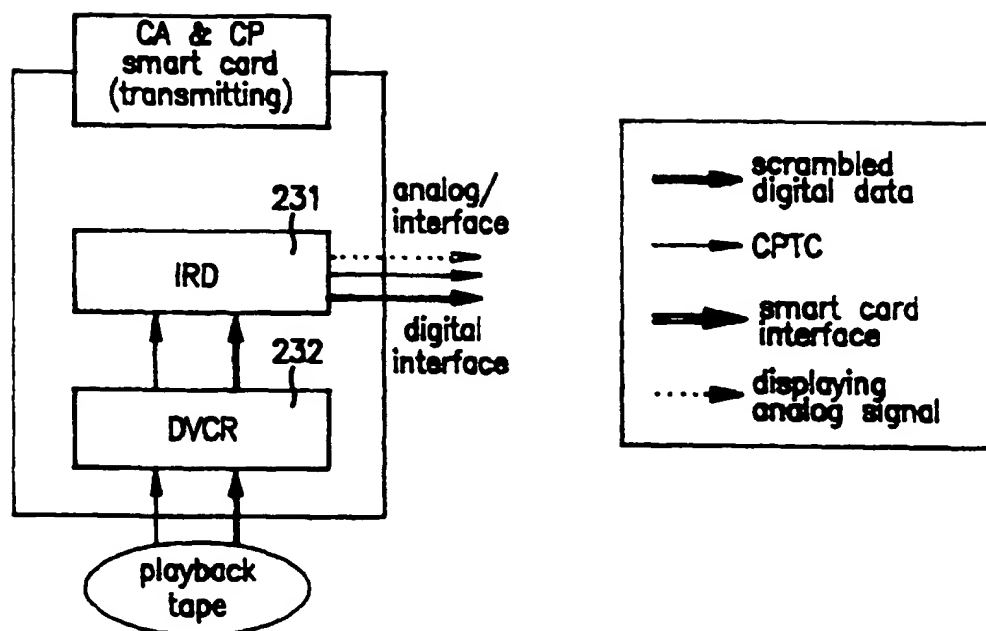 CA & CP
smart card
(transmitting)
231
analog/
interface
IRD
digital
interface
232
DVCR
playback
tape
scrambled
digital data
CPTC
smart card
interface
displaying
analog signal